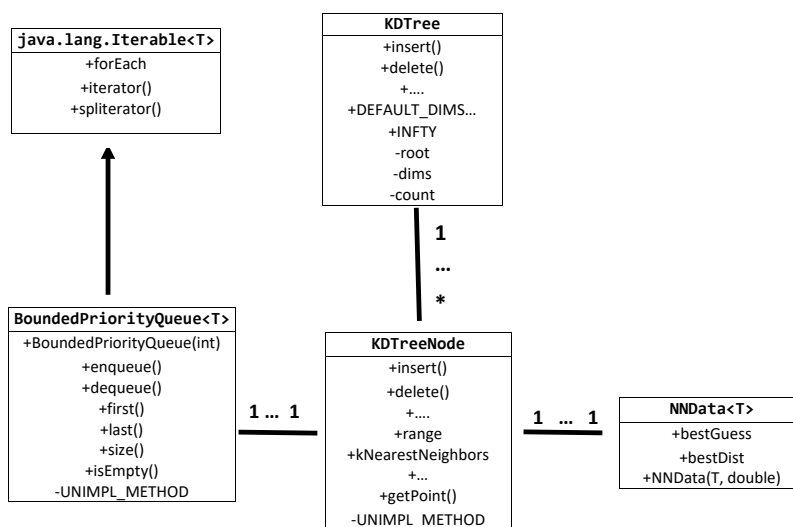 java.lang.Iterable<T>
+forEach
+iterator()
+spliterator()
KDTree
+insert()
+delete()
+....
+DEFAULT_DIMS...
+INFTY
-root
-dims
-count
1
...
*
BoundedPriorityQueue<T>
+BoundedPriorityQueue(int)
+enqueue()
+dequeue()
+first()
+last()
+size()
+isEmpty()
-UNIMPL_METHOD
1 ... 1
KDTreeNode
+insert()
+delete()
+....
+range
+kNearestNeighbors
+...
+getPoint()
-UNIMPL_METHOD
1 ... 1
NNData<T>
+bestGuess
+bestDist
+NNData(T, double)